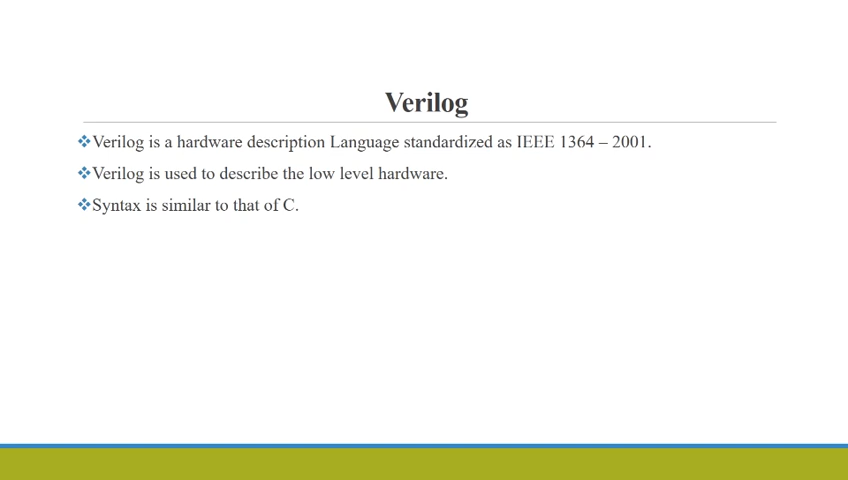 Verilog
❖Verilog is a hardware description Language standardized as IEEE 1364 – 2001.
❖Verilog is used to describe the low level hardware.
❖Syntax is similar to that of C.